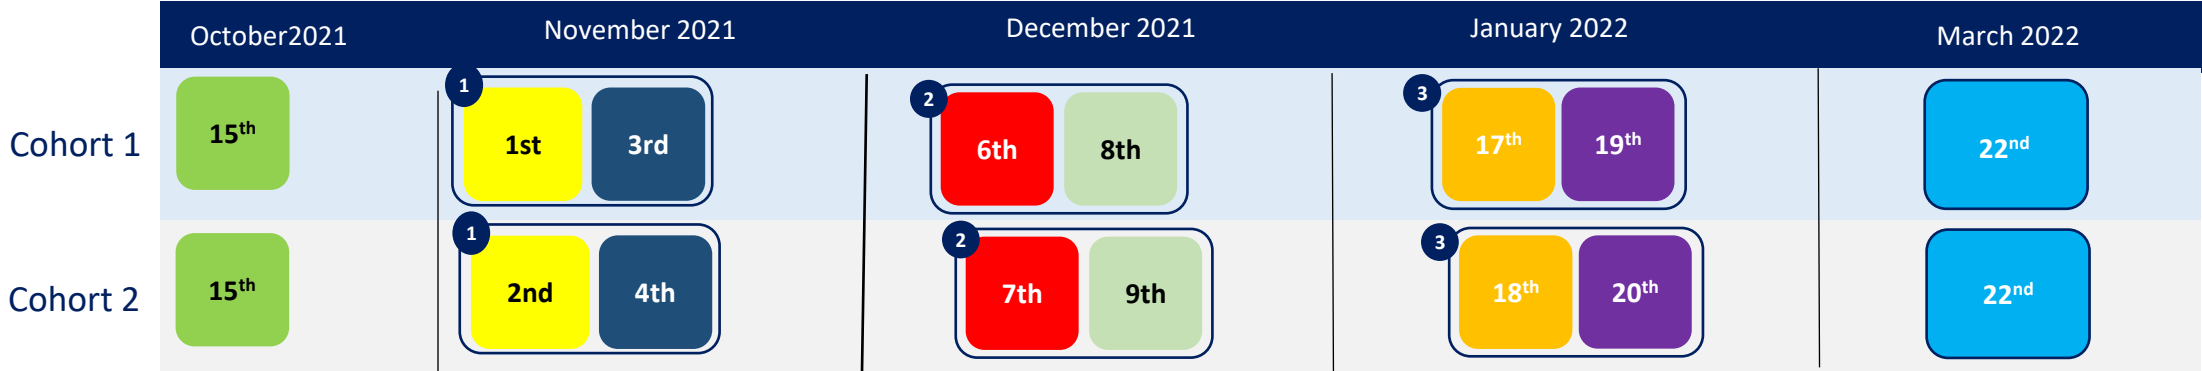 October2021 November 2021 December 2021 January 2022 March 2022
Cohort 1 15th 1 1st 3rd 2 6th 8th 3 17th 19th 22nd
Cohort 2 15th 1 2nd 4th 2 7th 9th 3 18th 20th 22nd